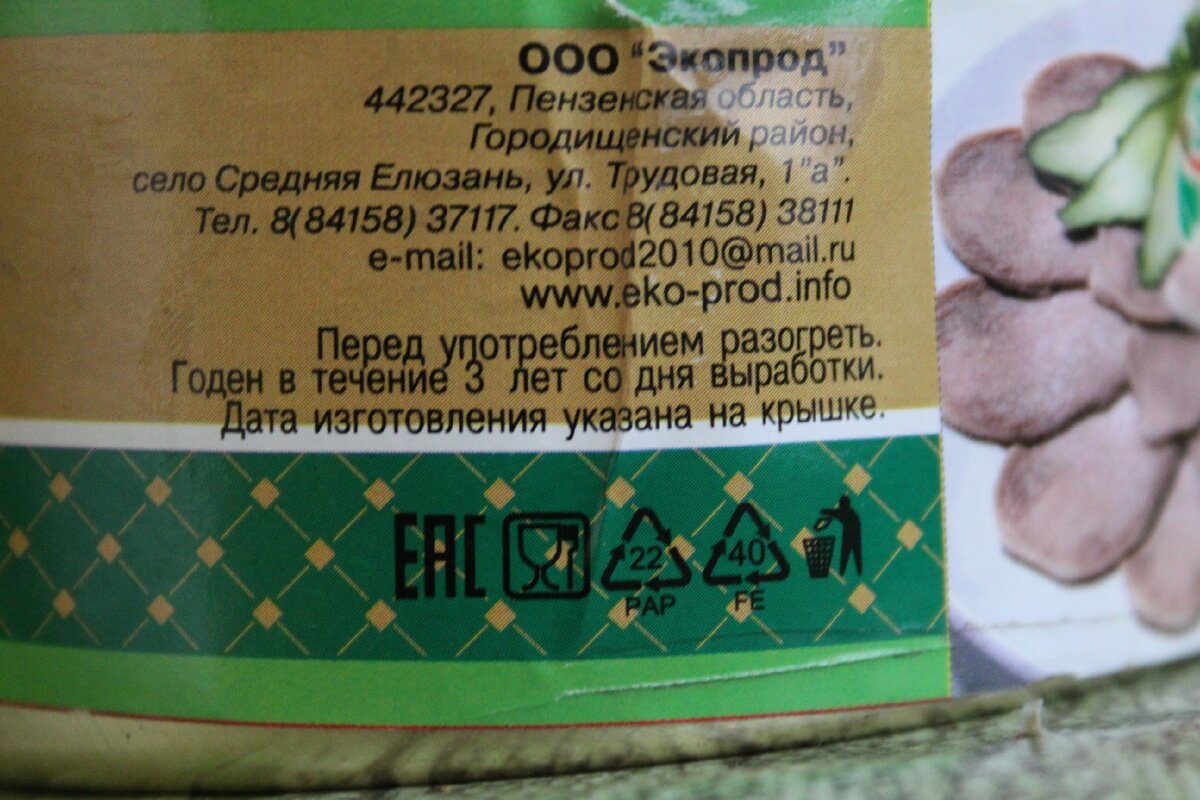 ООО "Экопрод"
442327, Пензенская область,
Городищенский район,
село Средняя Елюзань, ул. Трудовая, 1"а".
Тел. 8(84158) 37117. Факс 8(84158) 38111
e-mail: ekoprod2010@mail.ru
www.eko-prod.info
Перед употреблением разогреть.
Годен в течение 3 лет со дня выработки.
Дата изготовления указана на крышке.
ЕАС 22 40
PAP FE